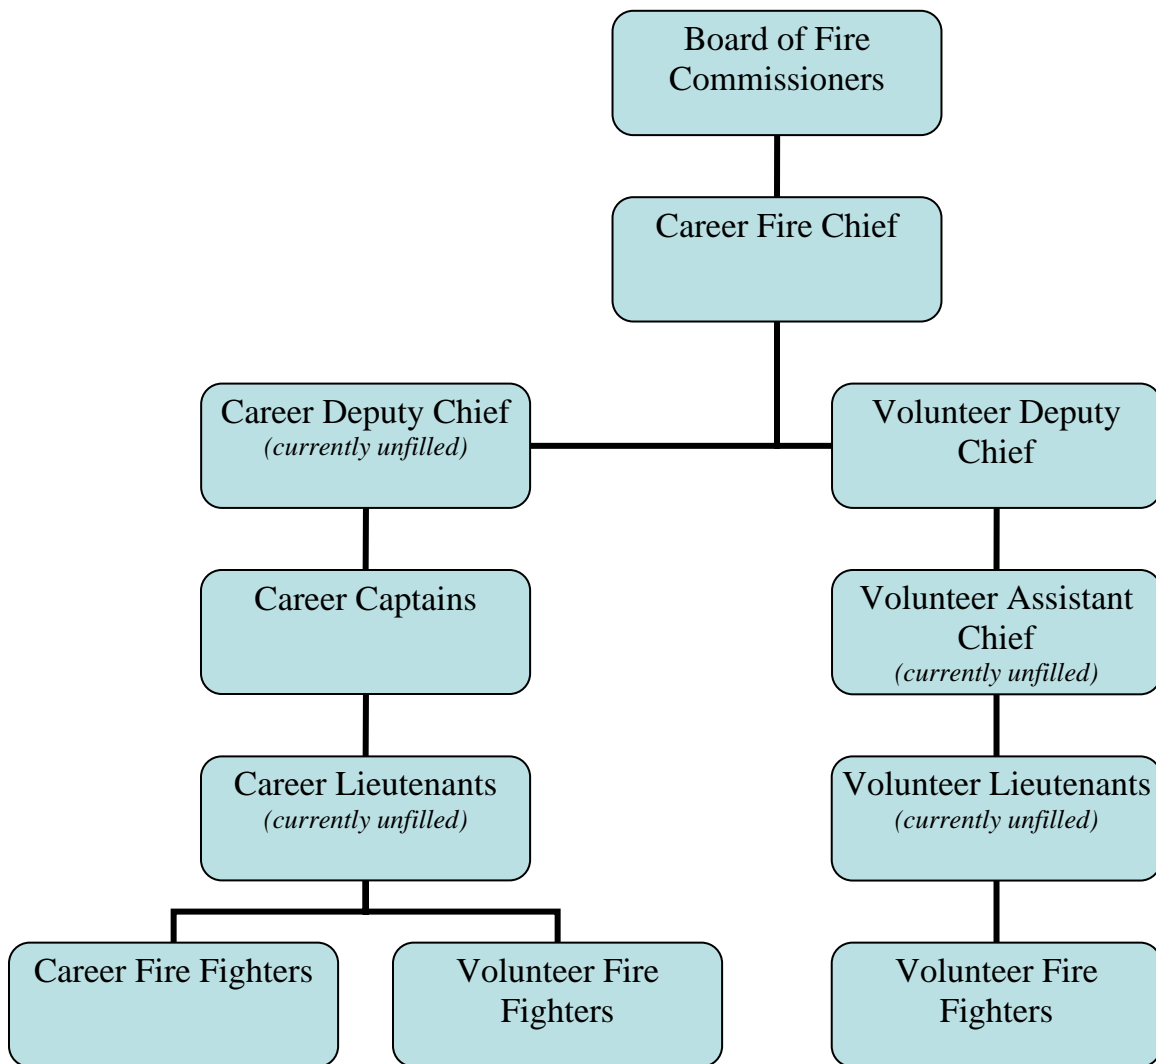 Board of Fire
Commissioners
Career Fire Chief
Career Deputy Chief
(currently unfilled)
Volunteer Deputy
Chief
Career Captains
Volunteer Assistant
Chief
(currently unfilled)
Career Lieutenants
(currently unfilled)
Volunteer Lieutenants
(currently unfilled)
Career Fire Fighters
Volunteer Fire
Fighters
Volunteer Fire
Fighters